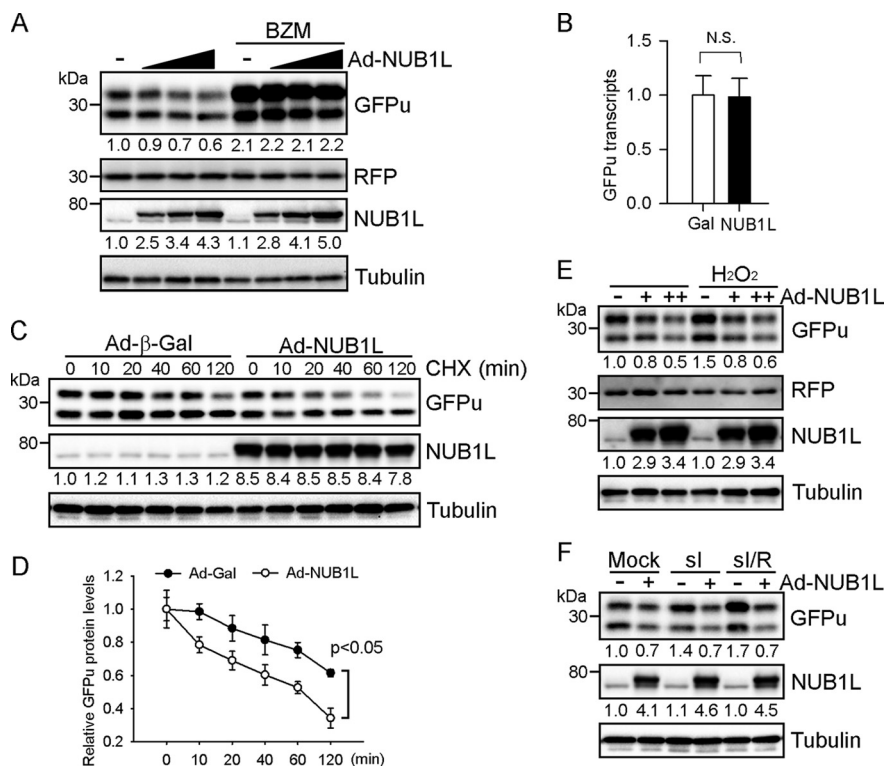 A
BZM
- - Ad-NUB1L
kDa
30 GFPu
1.0 0.9 0.7 0.6 2.1 2.2 2.1 2.2
30 RFP
80 NUB1L
1.0 2.5 3.4 4.3 1.1 2.8 4.1 5.0
Tubulin
B
N.S.
GFPu transcripts
1.5
1.0
0.5
0.0
Gal NUB1L
C
Ad-β-Gal Ad-NUB1L
0 10 20 40 60 120 0 10 20 40 60 120 CHX (min)
kDa
30 GFPu
80 NUB1L
1.0 1.2 1.1 1.3 1.3 1.2 8.5 8.4 8.5 8.5 8.4 7.8
Tubulin
D
Ad-Gal Ad-NUB1L
Relative GFPu protein levels
1.2
1.0
0.8
0.6
0.4
0.2
p<0.05
0 10 20 40 60 120 (min)
E
H2O2
- + ++ - + ++ Ad-NUB1L
kDa
30 GFPu
1.0 0.8 0.5 1.5 0.8 0.6
30 RFP
80 NUB1L
1.0 2.9 3.4 1.0 2.9 3.4
Tubulin
F
Mock sI sI/R
- + - + - + Ad-NUB1L
kDa
30 GFPu
1.0 0.7 1.4 0.7 1.7 0.7
80 NUB1L
1.0 4.1 1.1 4.6 1.0 4.5
Tubulin